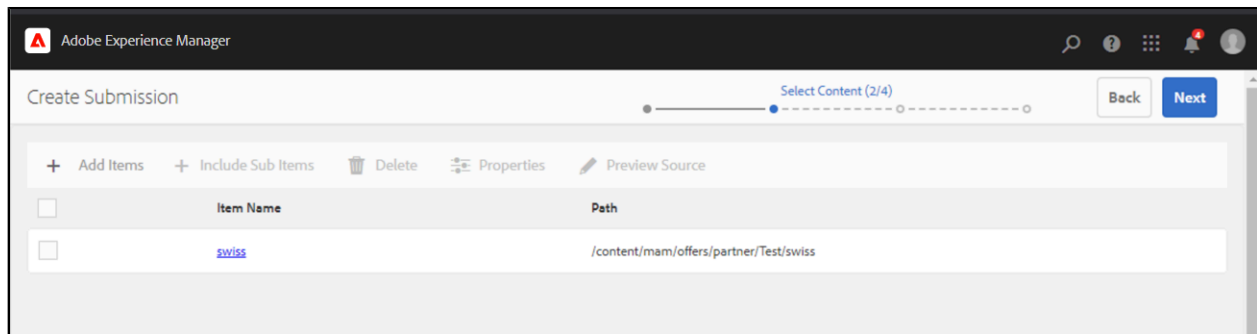 Adobe Experience Manager
4
Create Submission
Select Content (2/4)
Back
Next
+ Add Items + Include Sub Items Delete Properties Preview Source
Item Name Path
swiss /content/mam/offers/partner/Test/swiss